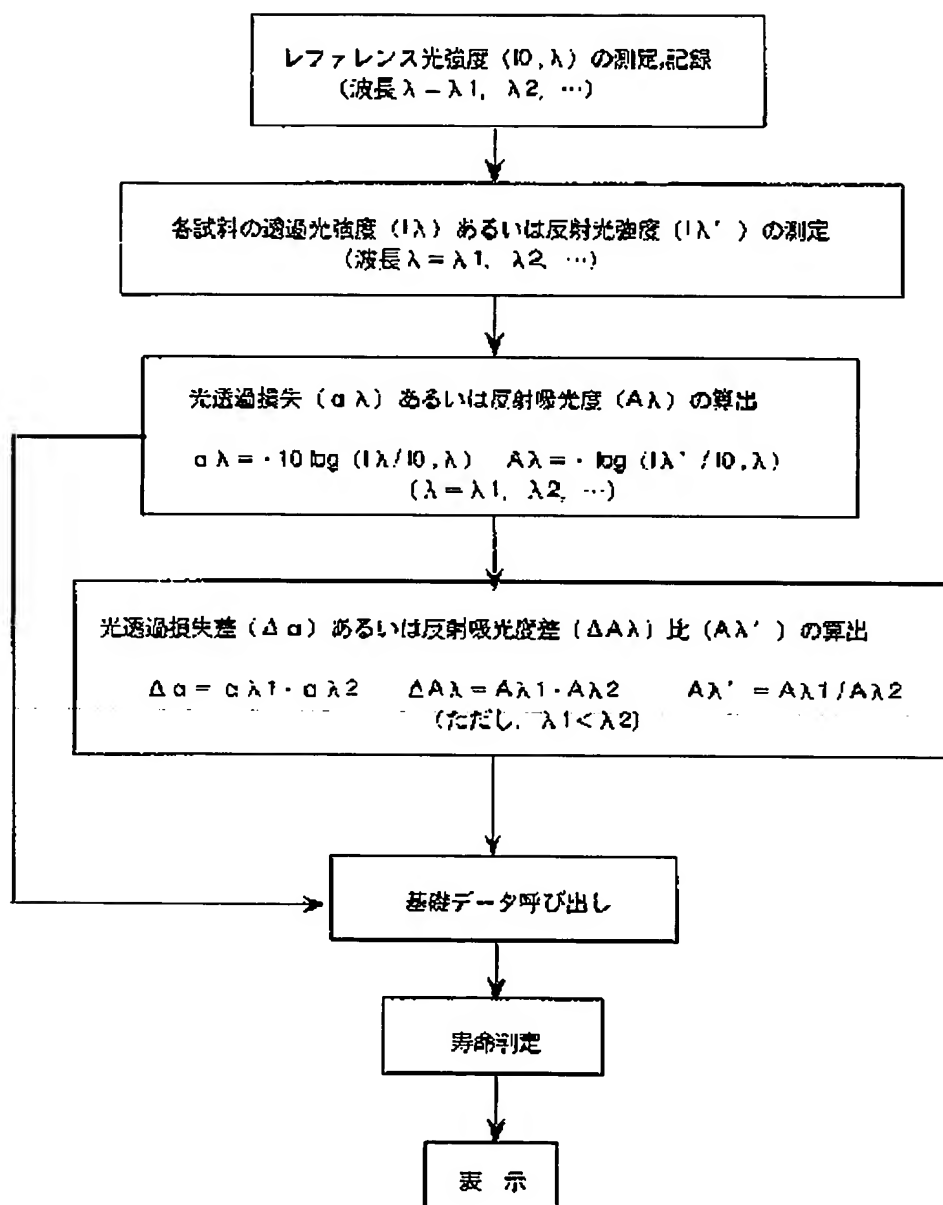 レファレンス光強度 (I0,λ) の測定,記録
(波長λ-λ1, λ2, …)
各試料の透過光強度 (Iλ) あるいは反射光強度 (Iλ') の測定
(波長λ=λ1, λ2, …)
光透過損失 (αλ) あるいは反射吸光度 (Aλ) の算出
αλ=-10log (Iλ/I0,λ) Aλ=-log (Iλ'/I0,λ)
(λ=λ1, λ2, …)
光透過損失差 (Δα) あるいは反射吸光度差 (ΔAλ) 比 (Aλ') の算出
Δα=αλ1-αλ2 ΔAλ=Aλ1-Aλ2 Aλ'=Aλ1/Aλ2
(ただし, λ1<λ2)
基礎データ呼び出し
寿命判定
表 示